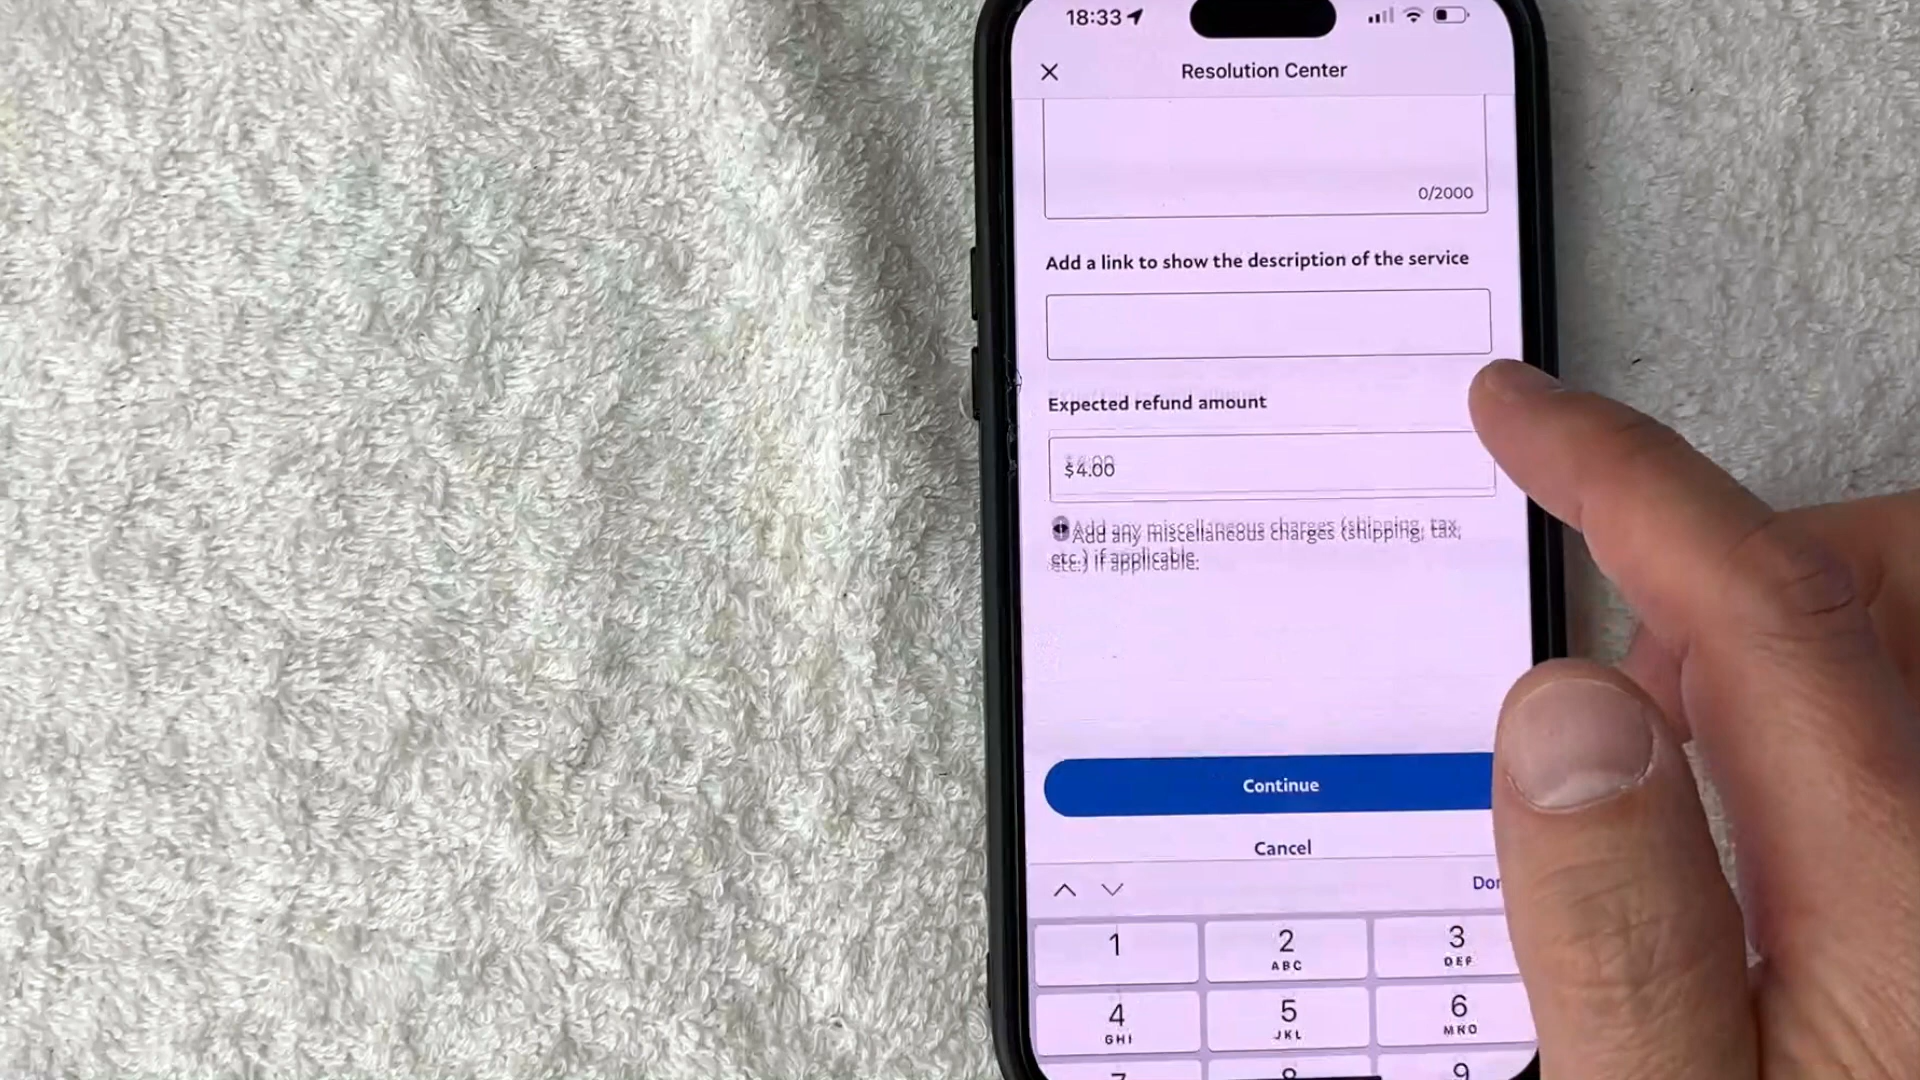 18:33
Resolution Center
0/2000
Add a link to show the description of the service
Expected refund amount
$4.00
Add any miscellaneous charges (shipping, tax,
etc.) if applicable.
Continue
Cancel
1
2
ABC
3
DEF
4
GHI
5
JKL
6
MNO
9